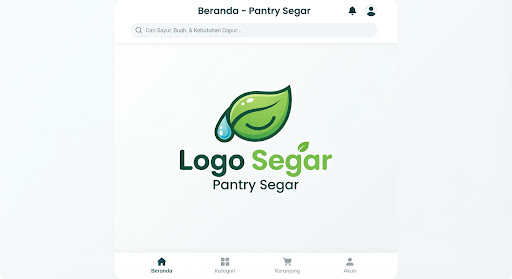 Beranda - Pantry Segar
Cari Sayur, Buah, & Kebutuhan Dapur...
Logo Segar
Pantry Segar
Beranda
Kategori
Keranjang
Akun